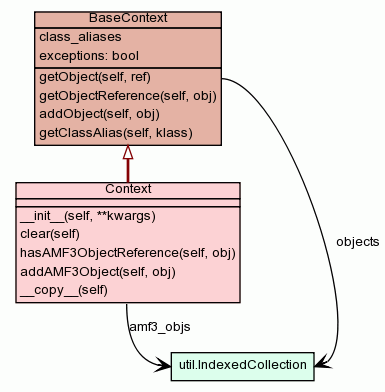 BaseContext
class_aliases
exceptions: bool
getObject(self, ref)
getObjectReference(self, obj)
addObject(self, obj)
getClassAlias(self, klass)
Context
__init__(self, **kwargs)
clear(self)
hasAMF3ObjectReference(self, obj)
addAMF3Object(self, obj)
__copy__(self)
objects
amf3_objs
util.IndexedCollection